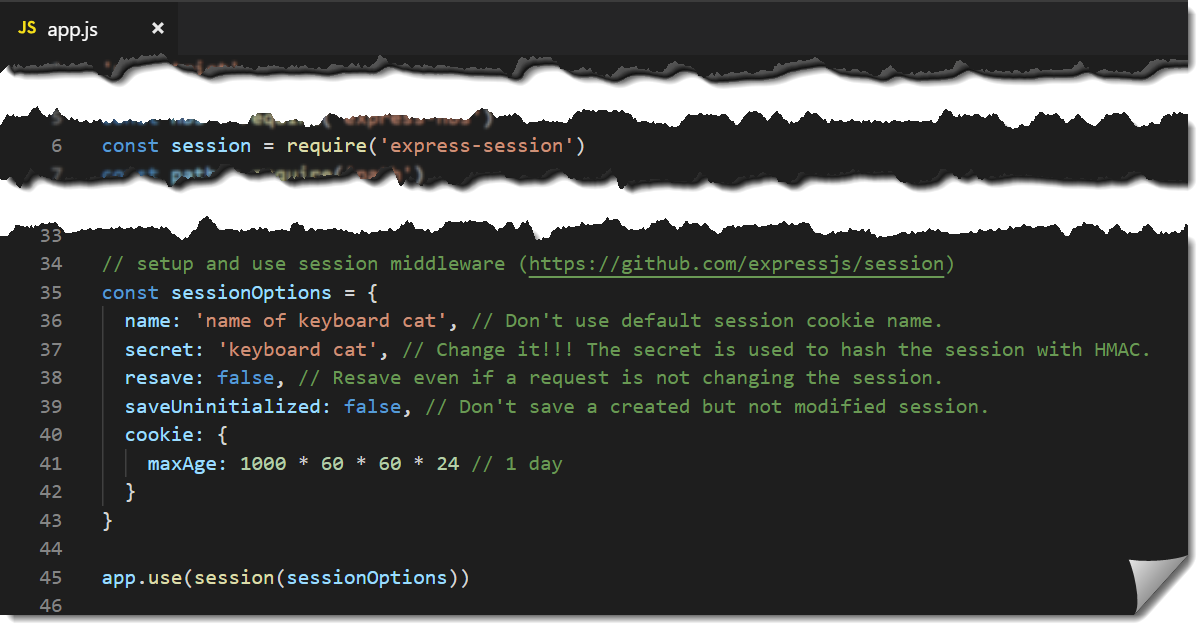 JS app.js ×
6 const session = require('express-session')
7
33
34 // setup and use session middleware (https://github.com/expressjs/session)
35 const sessionOptions = {
36 name: 'name of keyboard cat', // Don't use default session cookie name.
37 secret: 'keyboard cat', // Change it!!! The secret is used to hash the session with HMAC.
38 resave: false, // Resave even if a request is not changing the session.
39 saveUninitialized: false, // Don't save a created but not modified session.
40 cookie: {
41 maxAge: 1000 * 60 * 60 * 24 // 1 day
42 }
43 }
44
45 app.use(session(sessionOptions))
46